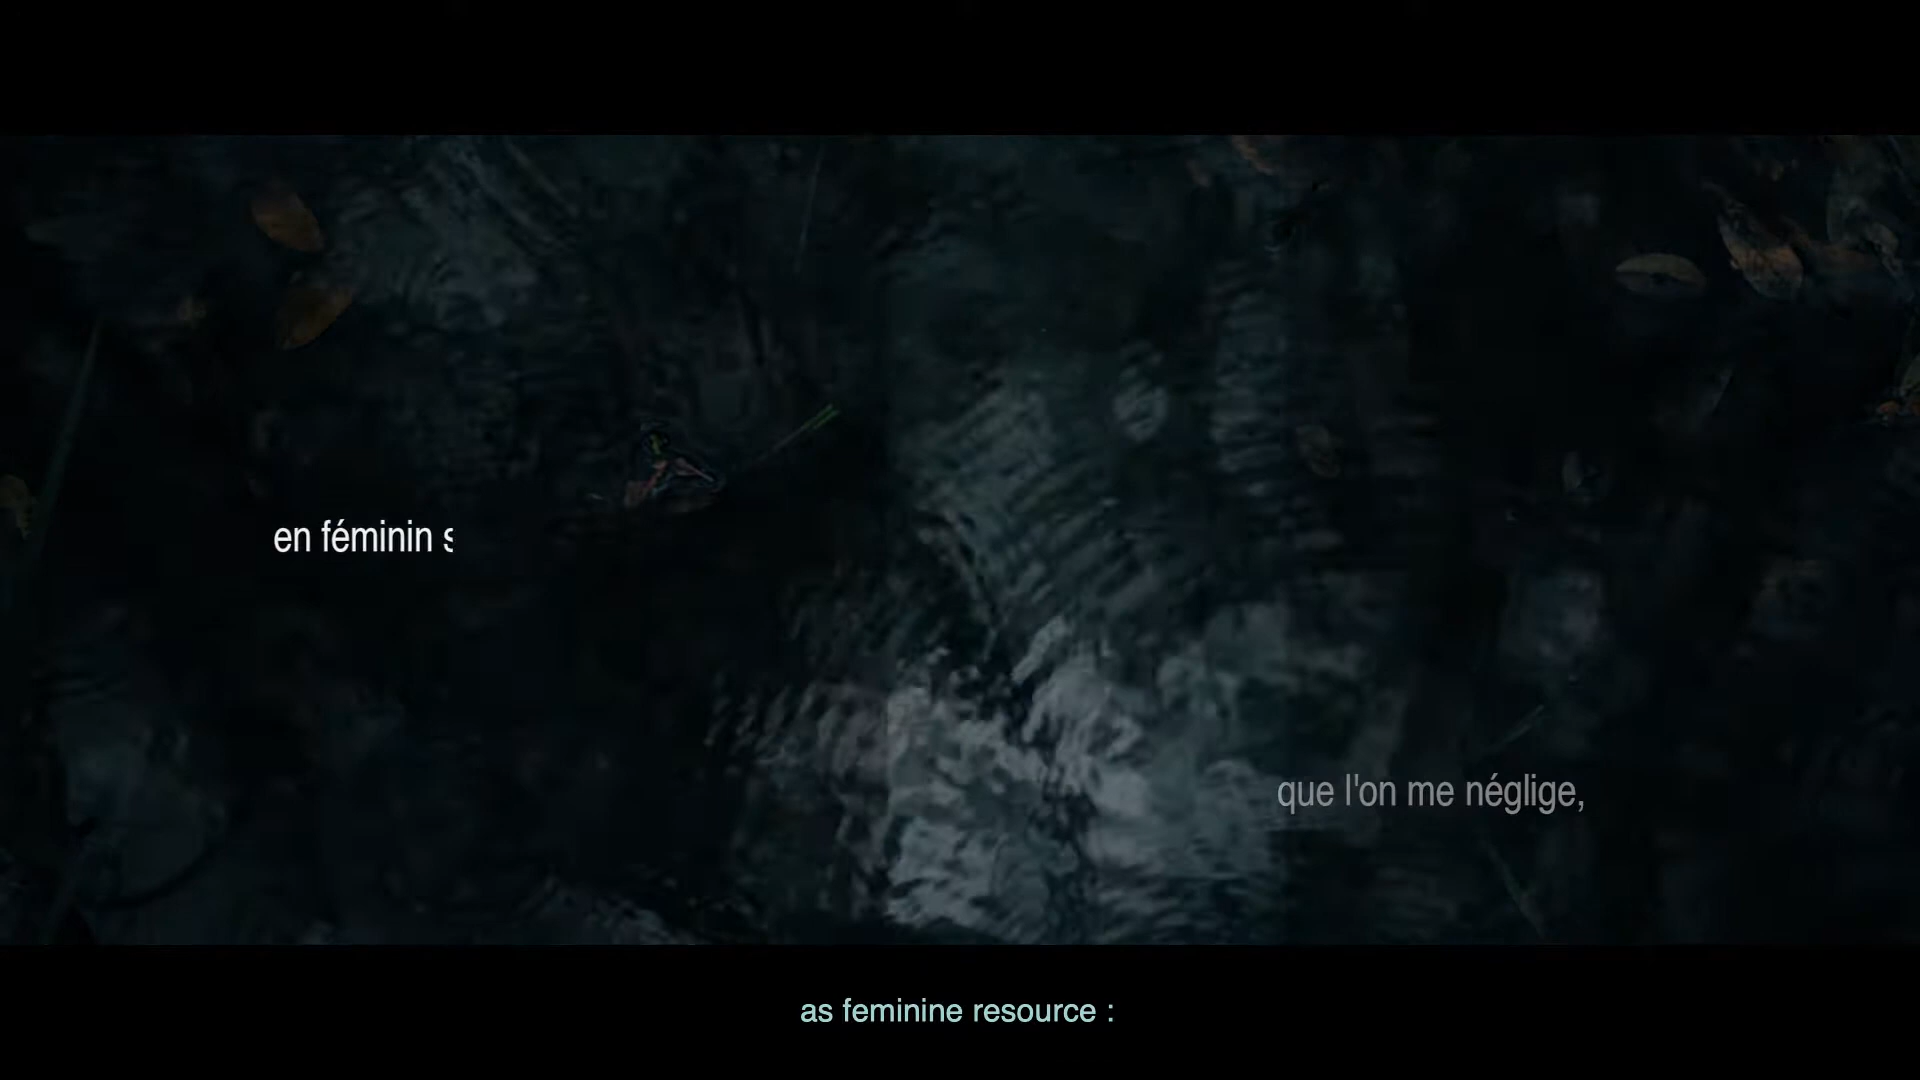 en féminin s
que l'on me néglige,
as feminine resource :